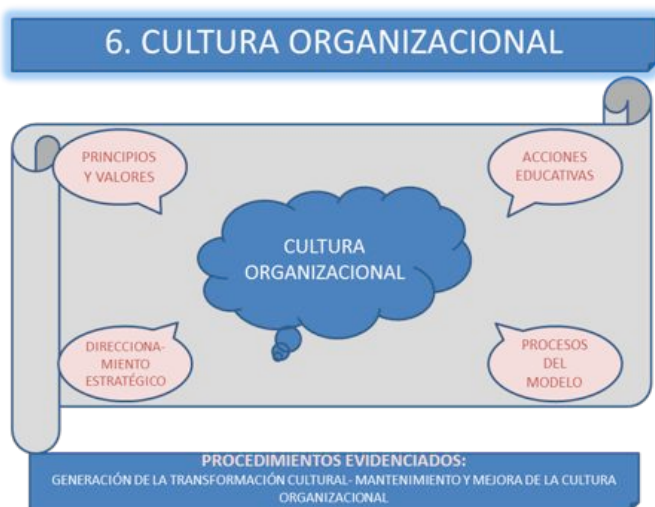 6. CULTURA ORGANIZACIONAL
PRINCIPIOS
Y VALORES
ACCIONES
EDUCATIVAS
CULTURA
ORGANIZACIONAL
DIRECCIONA-
MIENTO
ESTRATÉGICO
PROCESOS
DEL
MODELO
PROCEDIMIENTOS EVIDENCIADOS:
GENERACIÓN DE LA TRANSFORMACIÓN CULTURAL- MANTENIMIENTO Y MEJORA DE LA CULTURA
ORGANIZACIONAL